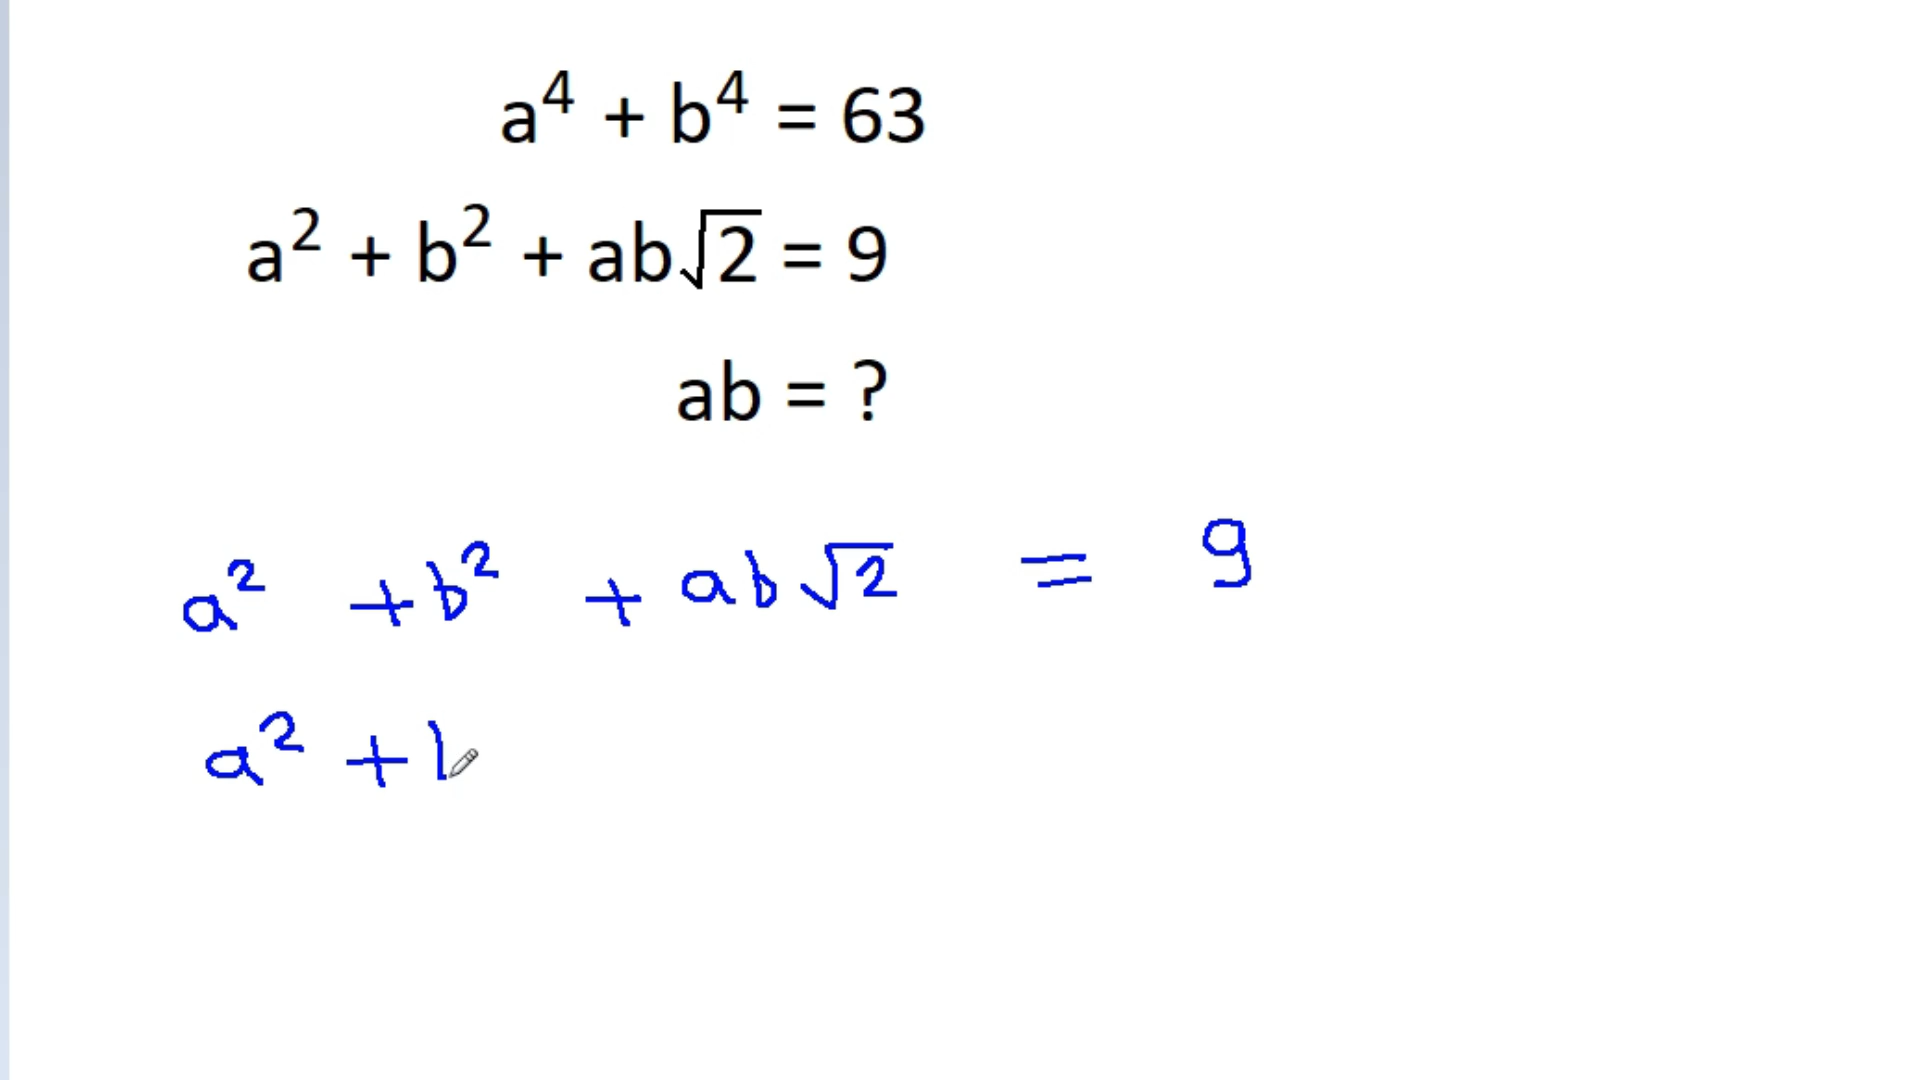 a⁴ + b⁴ = 63
a² + b² + ab√2 = 9
ab = ?
a² + b² + ab√2 = 9
a² +